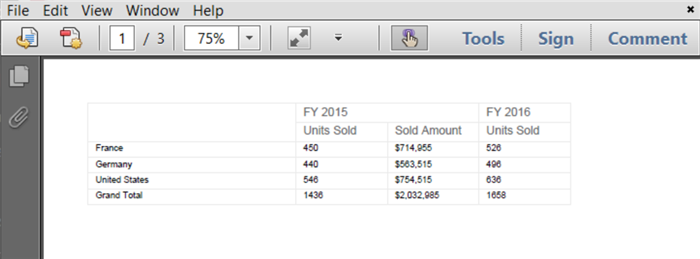 File Edit View Window Help ×
1 / 3 75% Tools Sign Comment
FY 2015 FY 2016
Units Sold Sold Amount Units Sold
France 450 $714,955 526
Germany 440 $563,515 496
United States 546 $754,515 636
Grand Total 1436 $2,032,985 1658